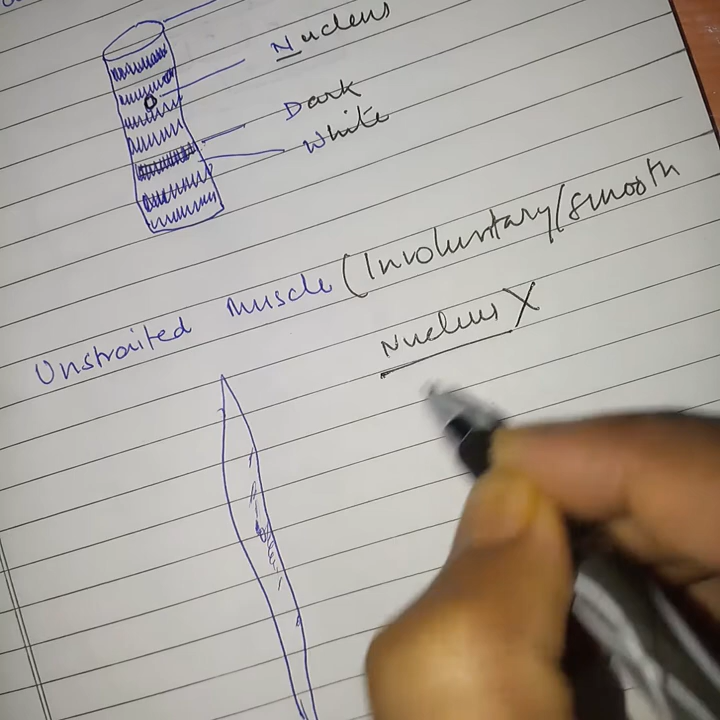 Nucleus
Dark
White
Unstraited muscle (Involuntary/smooth
Nucleus X